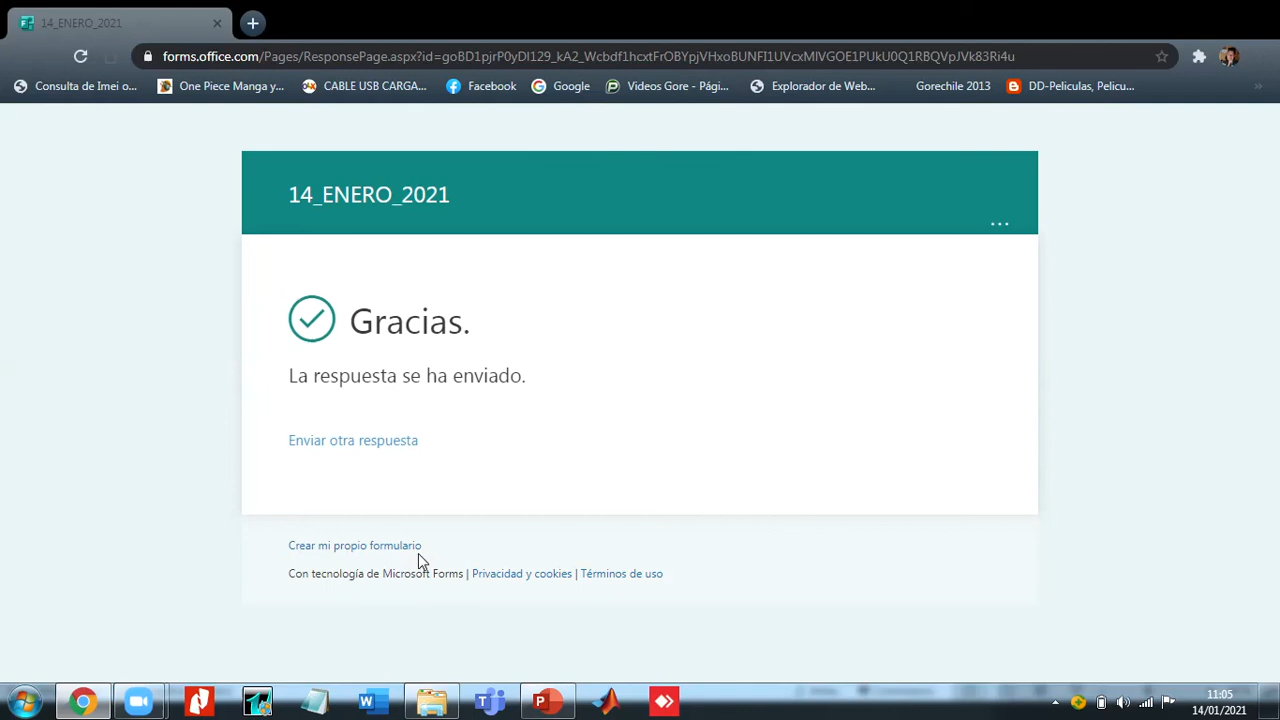 14_ENERO_2021
forms.office.com/Pages/ResponsePage.aspx?id=goBD1pjrP0yDl129_kA2_Wcbdf1hcxtFrOBYpjVHxoBUNFI1UVcxMlVGOE1PUkU0Q1RBQVpJVk83Ri4u
Consulta de Imei o... One Piece Manga y... CABLE USB CARGA... Facebook Google Videos Gore - Pági... Explorador de Web... Gorechile 2013 DD-Peliculas, Pelicu...
14_ENERO_2021
...
Gracias.
La respuesta se ha enviado.
Enviar otra respuesta
Crear mi propio formulario
Con tecnología de Microsoft Forms | Privacidad y cookies | Términos de uso
11:05
14/01/2021